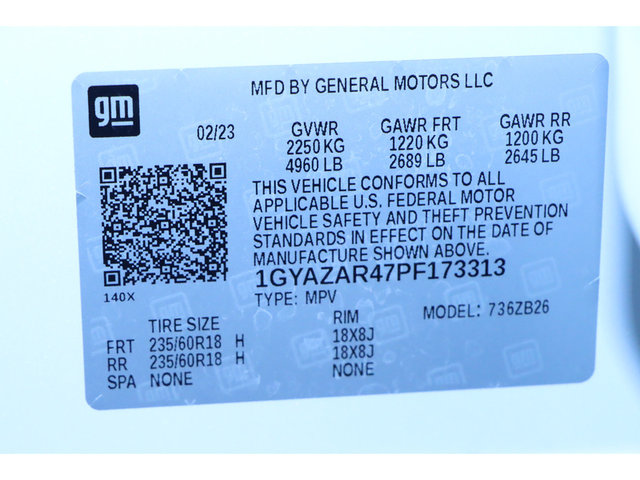 gm
MFD BY GENERAL MOTORS LLC
02/23 GVWR GAWR FRT GAWR RR
2250 KG 1220 KG 1200 KG
4960 LB 2689 LB 2645 LB
THIS VEHICLE CONFORMS TO ALL
APPLICABLE U.S. FEDERAL MOTOR
VEHICLE SAFETY AND THEFT PREVENTION
STANDARDS IN EFFECT ON THE DATE OF
MANUFACTURE SHOWN ABOVE.
140X
1GYAZAR47PF173313
TYPE: MPV MODEL: 736ZB26
TIRE SIZE RIM
FRT 235/60R18 H 18X8J
RR 235/60R18 H 18X8J
SPA NONE NONE